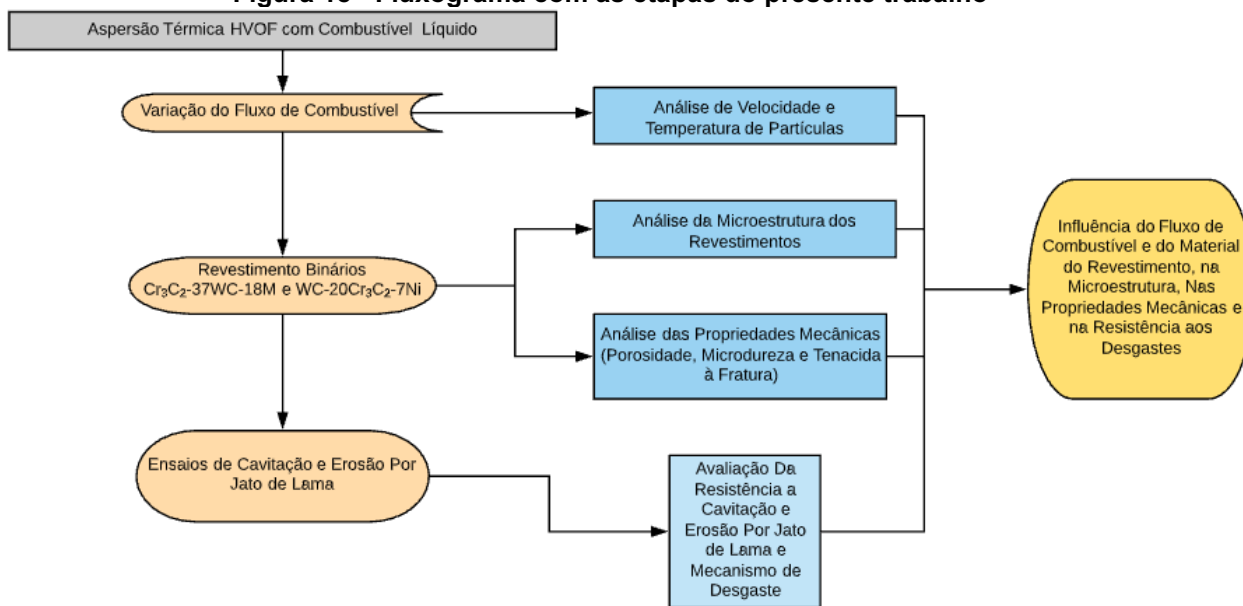 Figura 18 - Fluxograma com as etapas do presente trabalho
Aspersão Térmica HVOF com Combustível Líquido
Variação do Fluxo de Combustível
Análise de Velocidade e
Temperatura de Partículas
Análise da Microestrutura dos
Revestimentos
Revestimento Binários
Cr₃C₂-37WC-18M e WC-20Cr₃C₂-7Ni
Análise das Propriedades Mecânicas
(Porosidade, Microdureza e Tenacida
à Fratura)
Influência do Fluxo de
Combustível e do Material
do Revestimento, na
Microestrutura, Nas
Propriedades Mecânicas e
na Resistência aos
Desgastes
Ensaios de Cavitação e Erosão Por
Jato de Lama
Avaliação Da
Resistência a
Cavitação e
Erosão Por Jato
de Lama e
Mecanismo de
Desgaste